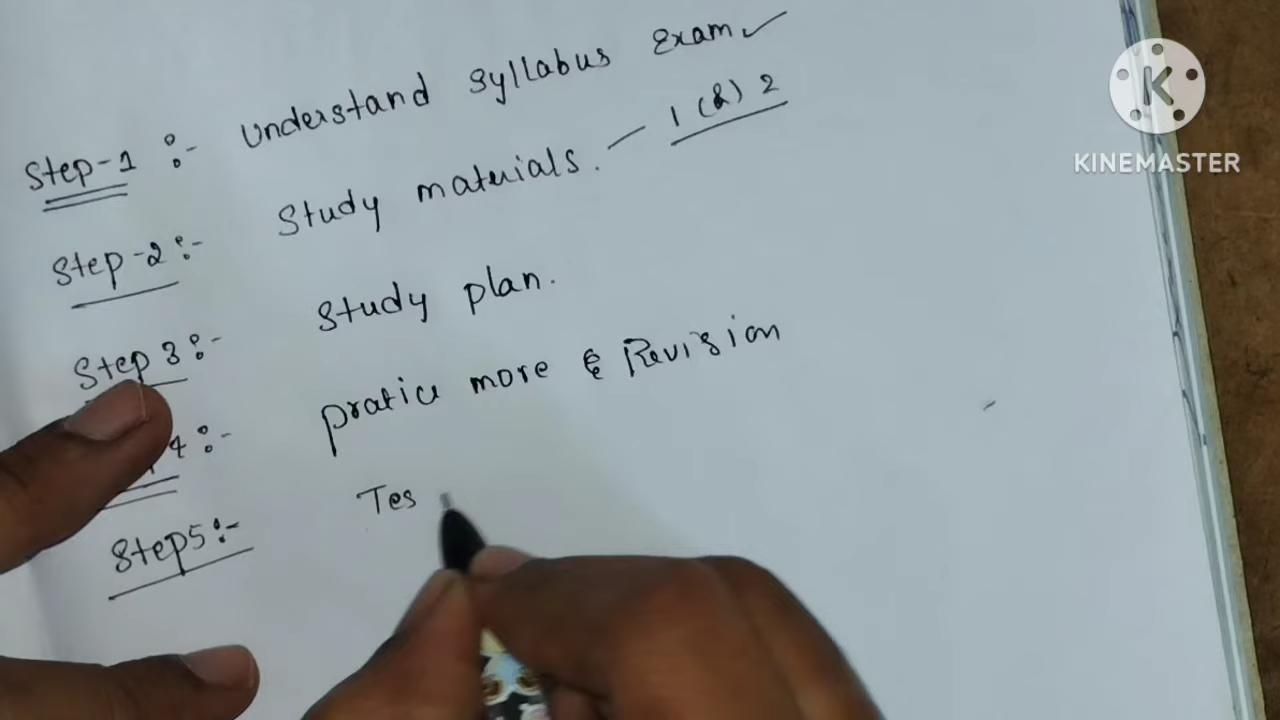 Step-1 :- Understand Syllabus Exam ✓
Step-2 :- Study materials. — 1 (&) 2
Step 3 :- Study plan.
4 :- pratice more & Revision
Step5 :- Tes
KINEMASTER